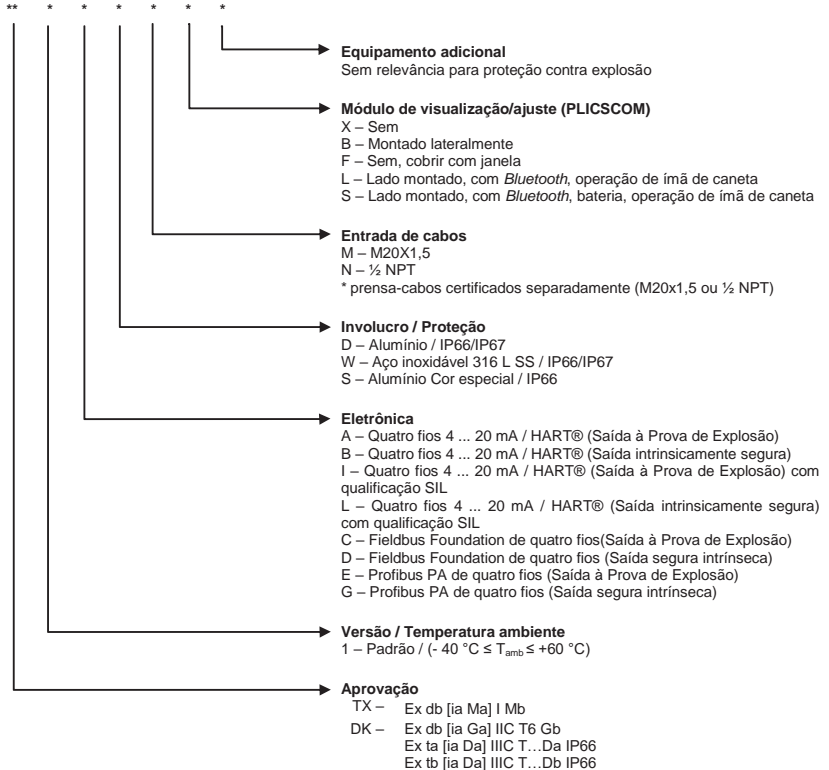 ** * * * * * *
Equipamento adicional
Sem relevância para proteção contra explosão
Módulo de visualização/ajuste (PLICSCOM)
X – Sem
B – Montado lateralmente
F – Sem, cobrir com janela
L – Lado montado, com Bluetooth, operação de ímã de caneta
S – Lado montado, com Bluetooth, bateria, operação de ímã de caneta
Entrada de cabos
M – M20X1,5
N – ½ NPT
* prensa-cabos certificados separadamente (M20x1,5 ou ½ NPT)
Involucro / Proteção
D – Alumínio / IP66/IP67
W – Aço inoxidável 316 L SS / IP66/IP67
S – Alumínio Cor especial / IP66
Eletrônica
A – Quatro fios 4 ... 20 mA / HART® (Saída à Prova de Explosão)
B – Quatro fios 4 ... 20 mA / HART® (Saída intrinsicamente segura)
I – Quatro fios 4 ... 20 mA / HART® (Saída à Prova de Explosão) com
qualificação SIL
L – Quatro fios 4 ... 20 mA / HART® (Saída intrinsicamente segura)
com qualificação SIL
C – Fieldbus Foundation de quatro fios(Saída à Prova de Explosão)
D – Fieldbus Foundation de quatro fios (Saída segura intrínseca)
E – Profibus PA de quatro fios (Saída à Prova de Explosão)
G – Profibus PA de quatro fios (Saída segura intrínseca)
Versão / Temperatura ambiente
1 – Padrão / (- 40 °C ≤ Tamb ≤ +60 °C)
Aprovação
TX – Ex db [ia Ma] I Mb
DK – Ex db [ia Ga] IIC T6 Gb
Ex ta [ia Da] IIIC T…Da IP66
Ex tb [ia Da] IIIC T…Db IP66